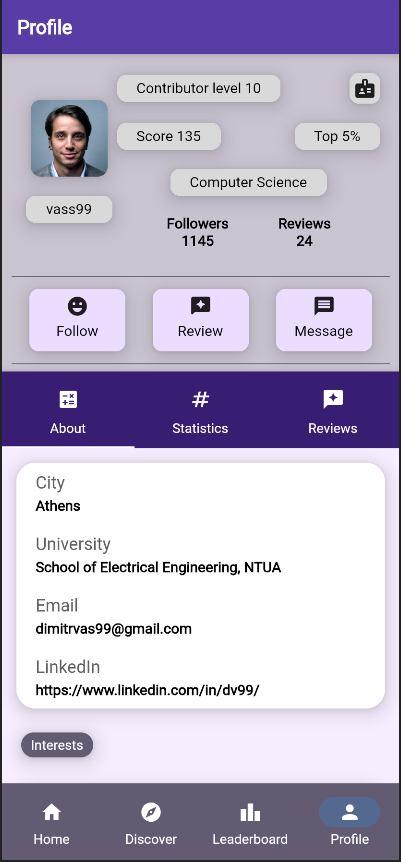 Profile
Contributor level 10
Score 135
Top 5%
Computer Science
vass99
Followers
1145
Reviews
24
Follow
Review
Message
About
Statistics
Reviews
City
Athens
University
School of Electrical Engineering, NTUA
Email
dimitrvas99@gmail.com
LinkedIn
https://www.linkedin.com/in/dv99/
Interests
Home
Discover
Leaderboard
Profile